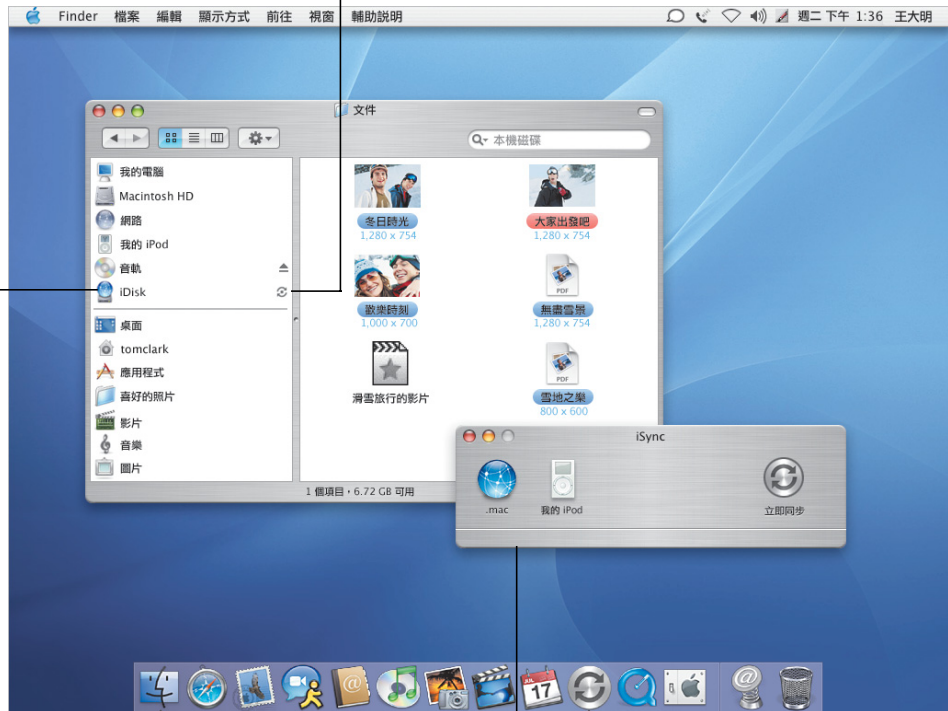 Finder 檔案 編輯 顯示方式 前往 視窗 輔助說明 週二 下午 1:36 王大明
文件
本機磁碟
我的電腦
Macintosh HD
網路
我的 iPod
音軌
iDisk
桌面
tomclark
應用程式
喜好的照片
影片
音樂
圖片
冬日時光
1,280 x 754
大家出發吧
1,280 x 754
歡樂時刻
1,000 x 700
PDF
無盡雪景
1,280 x 754
滑雪旅行的影片
PDF
雪地之樂
800 x 600
1 個項目，6.72 GB 可用
iSync
.mac
我的 iPod
立即同步
JUL
17